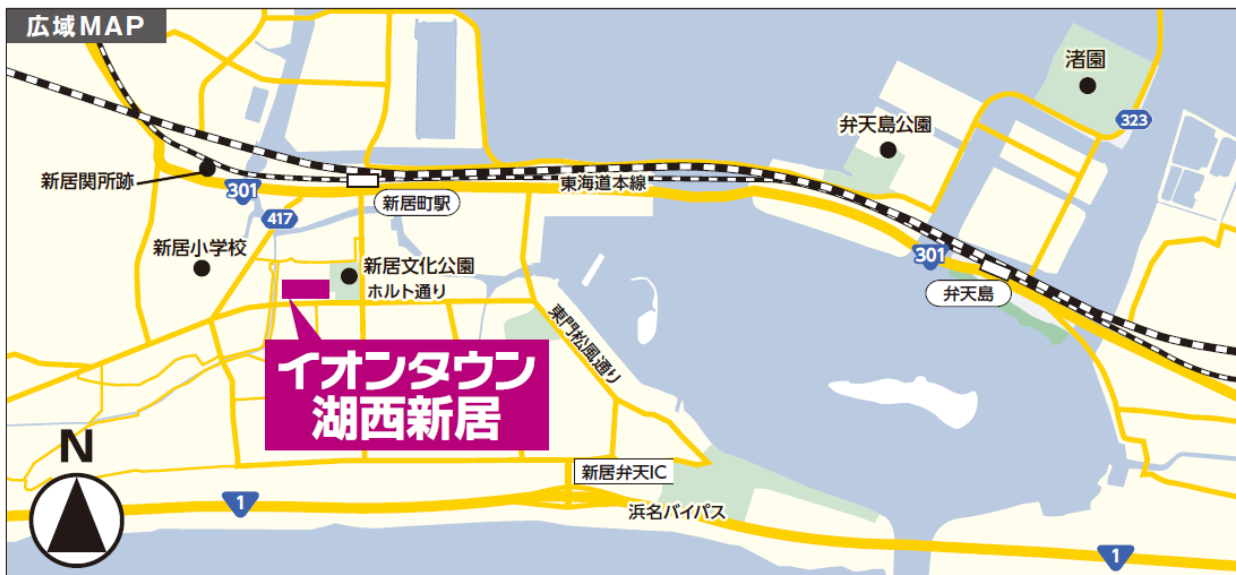 広域MAP
渚園
323
弁天島公園
新居関所跡
東海道本線
301
新居町駅
417
新居小学校
301
新居文化公園
弁天島
ホルト通り
東門松風通り
イオンタウン
湖西新居
N
新居弁天IC
1
浜名バイパス
1